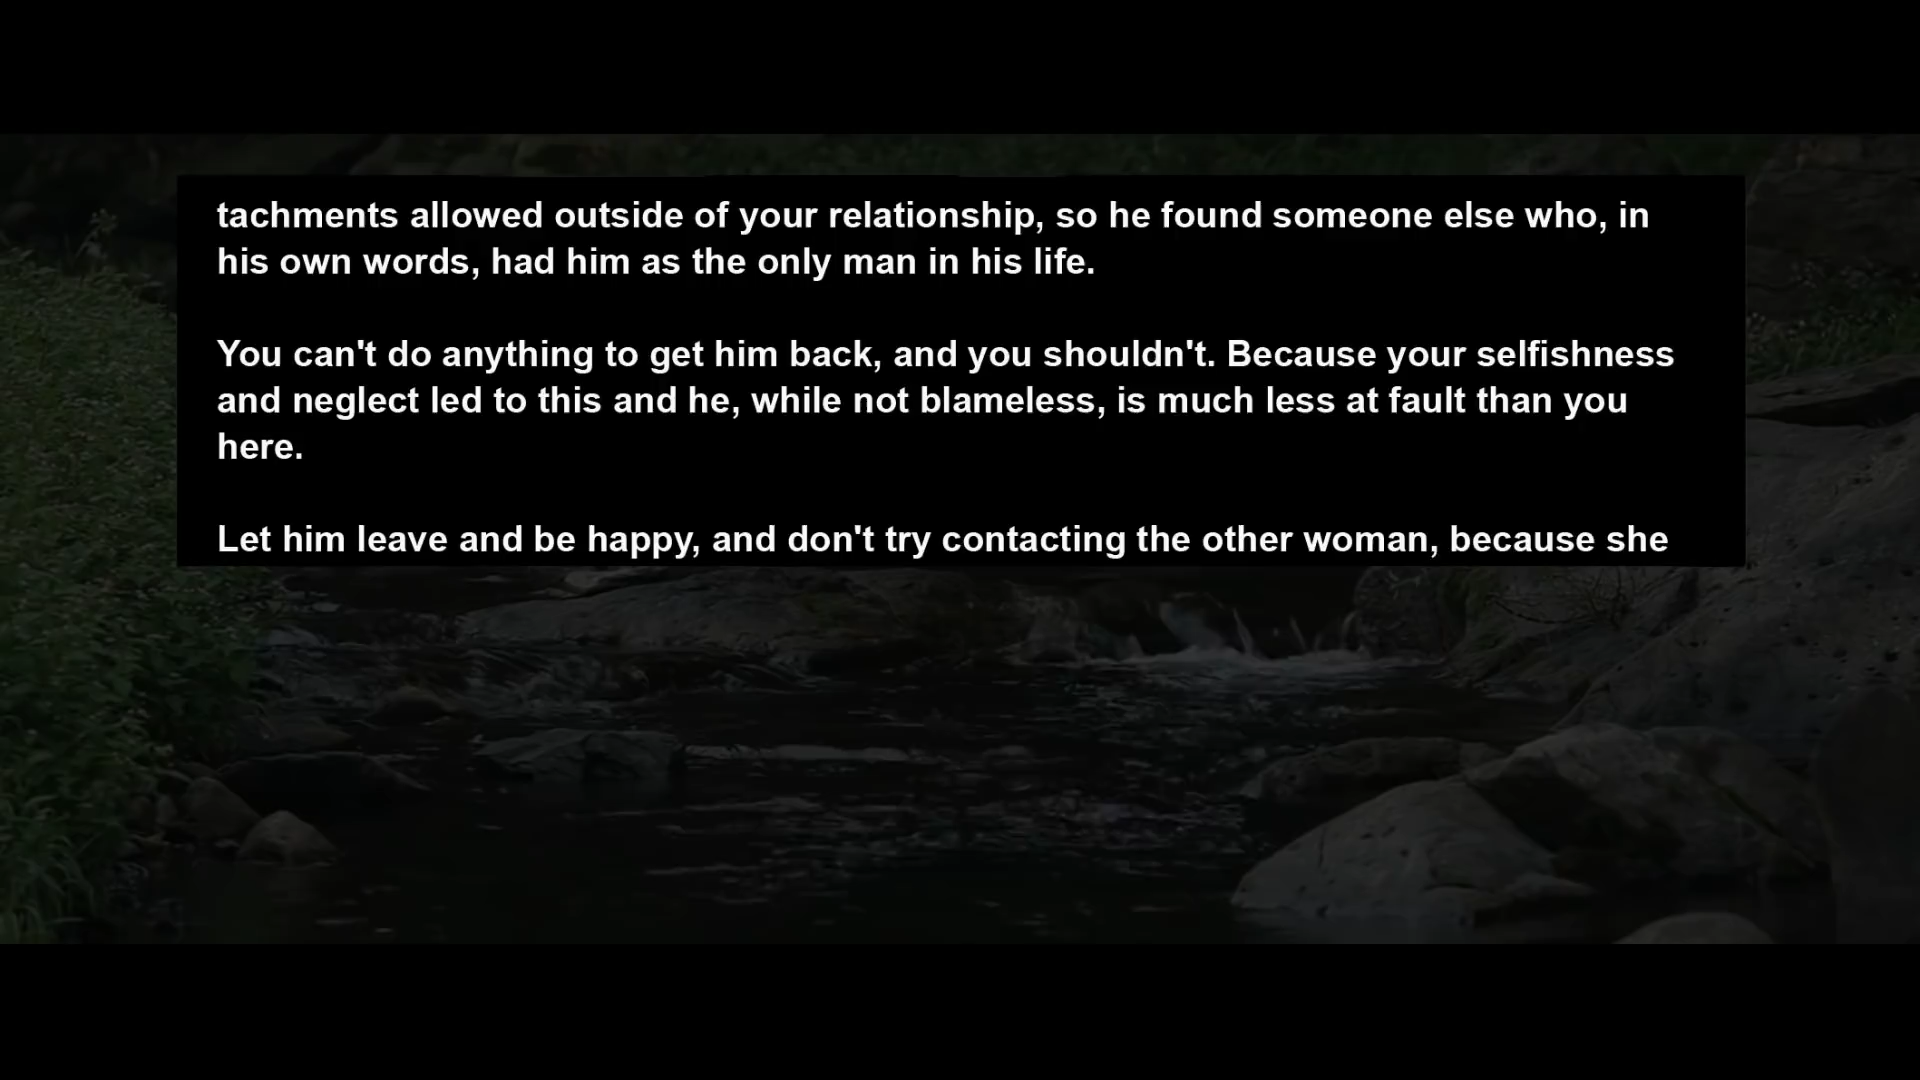 tachments allowed outside of your relationship, so he found someone else who, in
his own words, had him as the only man in his life.
You can't do anything to get him back, and you shouldn't. Because your selfishness
and neglect led to this and he, while not blameless, is much less at fault than you
here.
Let him leave and be happy, and don't try contacting the other woman, because she